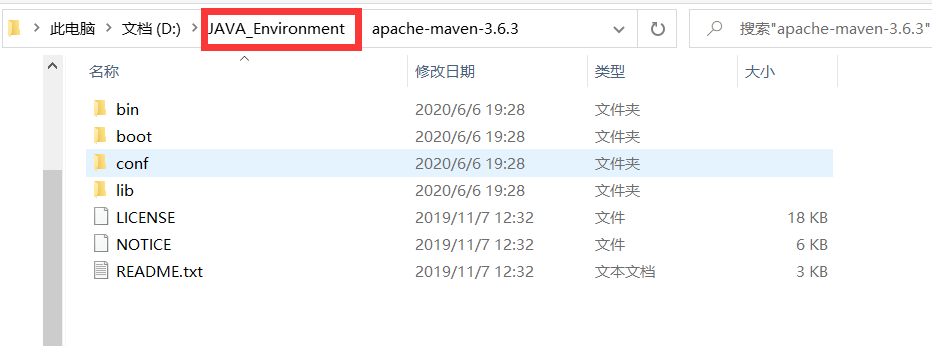 此电脑 文档 (D:) JAVA_Environment apache-maven-3.6.3 搜索"apache-maven-3.6.3"
名称 修改日期 类型 大小
bin 2020/6/6 19:28 文件夹
boot 2020/6/6 19:28 文件夹
conf 2020/6/6 19:28 文件夹
lib 2020/6/6 19:28 文件夹
LICENSE 2019/11/7 12:32 文件 18 KB
NOTICE 2019/11/7 12:32 文件 6 KB
README.txt 2019/11/7 12:32 文本文档 3 KB